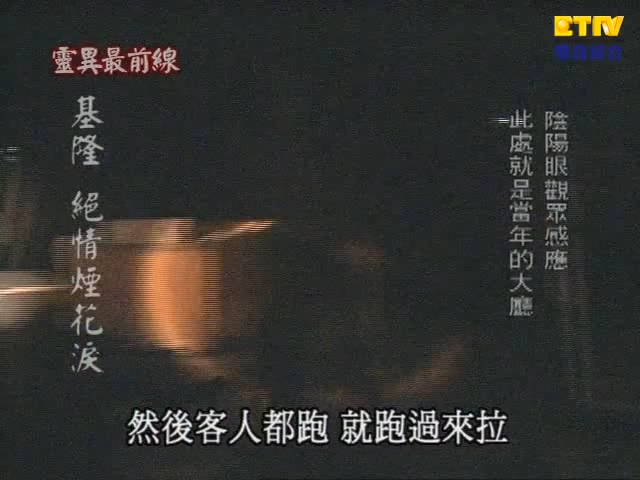 ETTV
靈異最前線
基隆 絕情煙花淚
陰陽眼觀眾感應
此處就是當年的大廳
然後客人都跑 就跑過來拉